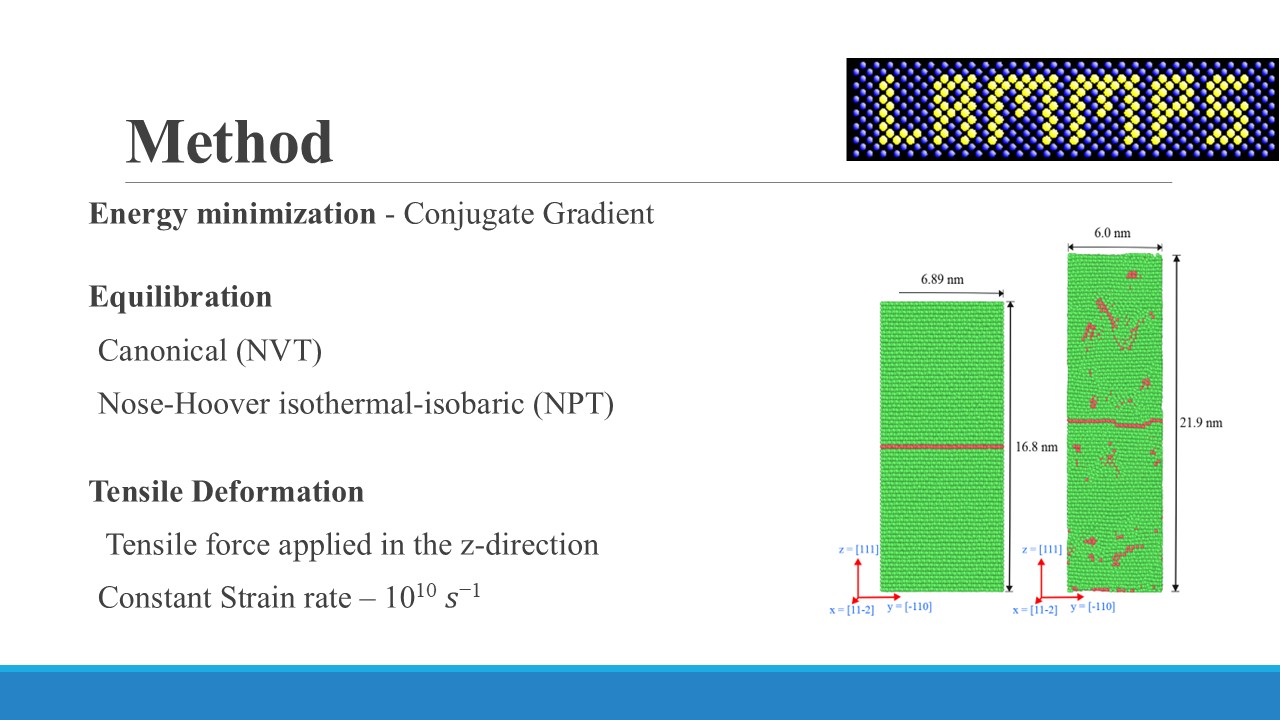 LAMMPS
Method
Energy minimization - Conjugate Gradient
Equilibration
Canonical (NVT)
Nose-Hoover isothermal-isobaric (NPT)
Tensile Deformation
Tensile force applied in the z-direction
Constant Strain rate – 10¹⁰ s⁻¹
6.89 nm
16.8 nm
z = [111]
x = [11-2]
y = [-110]
6.0 nm
21.9 nm
z = [111]
x = [11-2]
y = [-110]